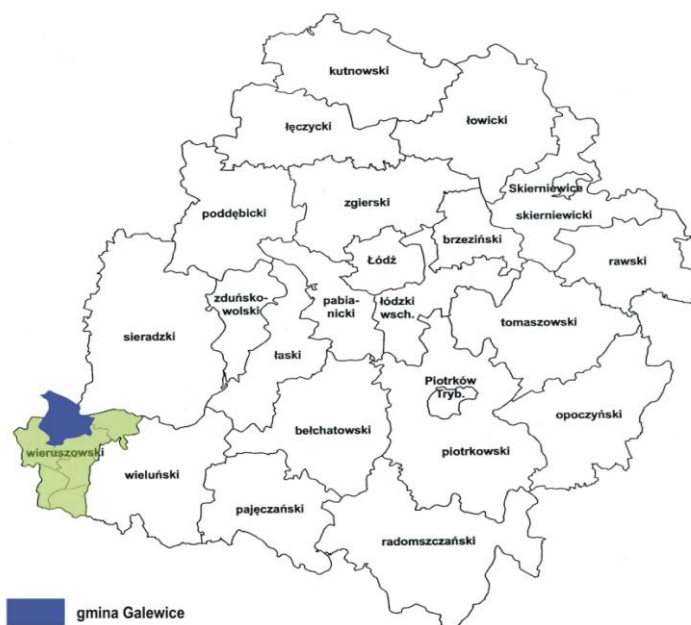 kutnowski
łęczycki
łowicki
Skierniewice
skierniewicki
poddębicki
zgierski
brzeziński
rawski
Łódź
zduńsko-
wolski
pabia-
nicki
łódzki
wsch.
sieradzki
łaski
tomaszowski
Piotrków
Tryb.
opoczyński
bełchatowski
piotrkowski
wieruszowski
wieluński
pajęczański
radomszczański
gmina Galewice